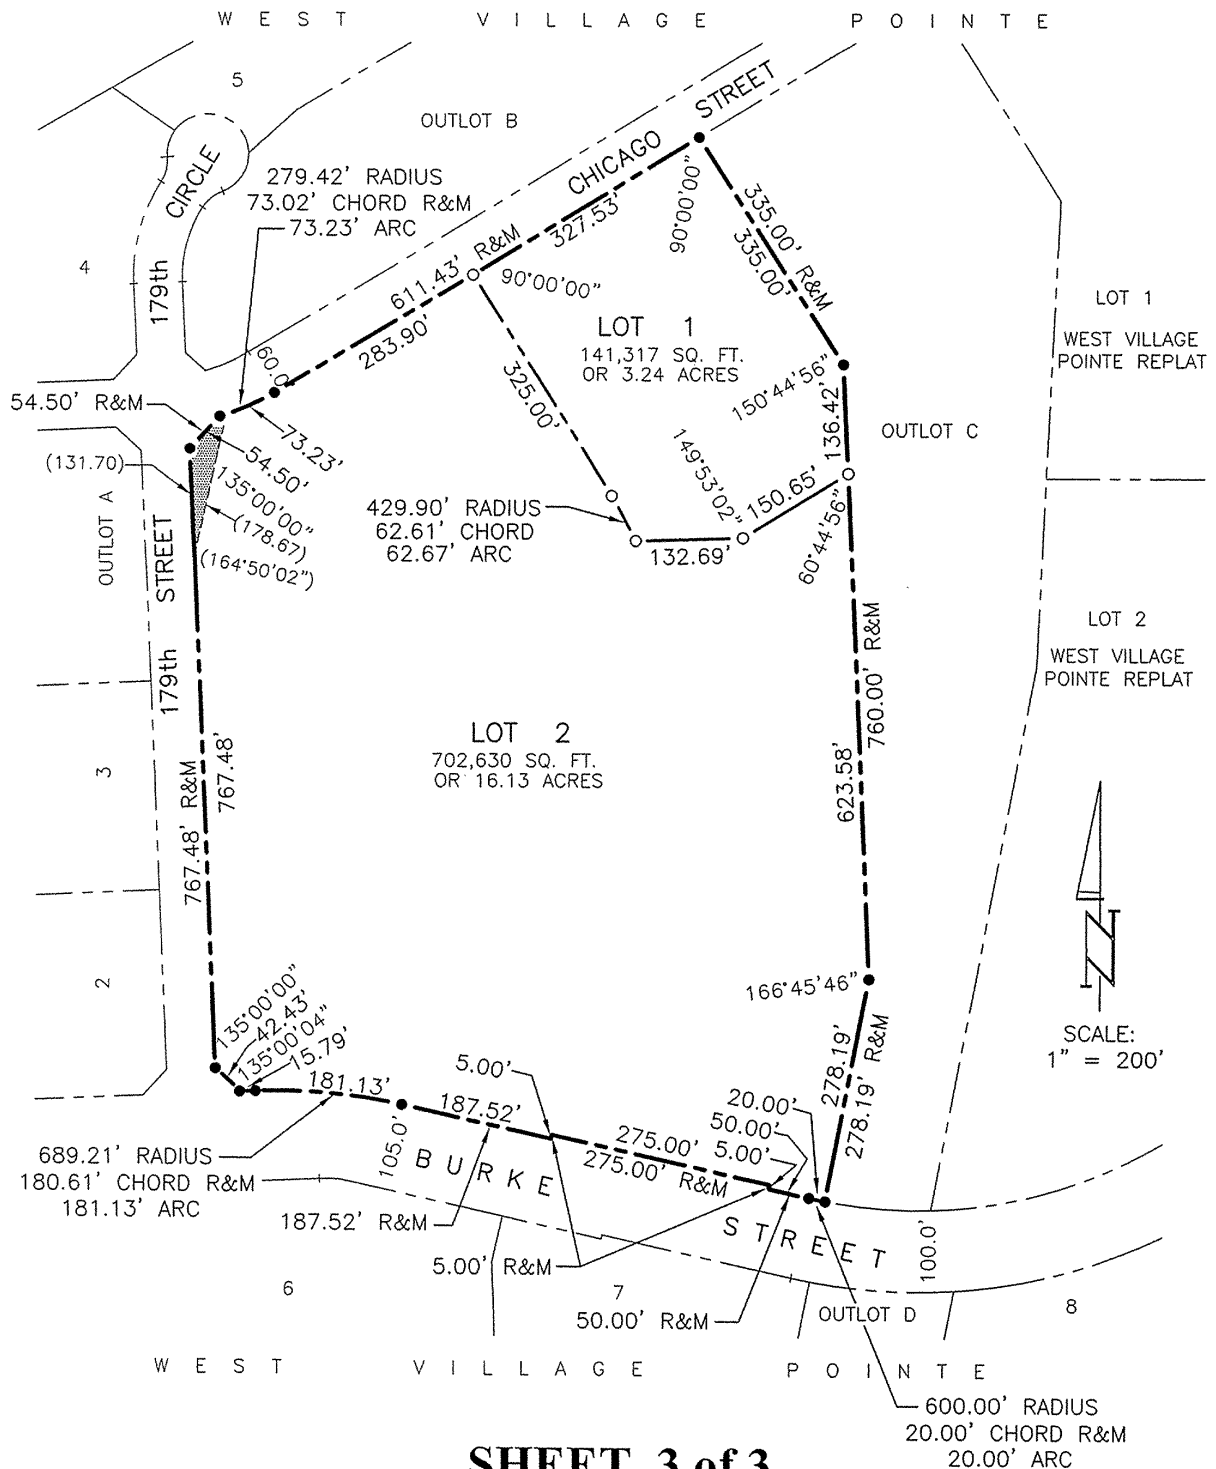 WEST VILLAGE POINTE
5
OUTLOT B
CHICAGO STREET
CIRCLE
279.42' RADIUS
73.02' CHORD R&M
73.23' ARC
4
179th
611.43' R&M
327.53'
283.90'
90°00'00"
90°00'00"
335.00' R&M
335.00'
LOT 1
141,317 SQ. FT.
OR 3.24 ACRES
LOT 1
WEST VILLAGE
POINTE REPLAT
60.0'
54.50' R&M
73.23'
54.50'
(131.70)
135°00'00"
(178.67)
(164°50'02")
OUTLOT A
325.00'
150°44'56"
136.42'
OUTLOT C
149°53'02"
150.65'
429.90' RADIUS
62.61' CHORD
62.67' ARC
132.69'
60°44'56"
179th STREET
LOT 2
WEST VILLAGE
POINTE REPLAT
760.00' R&M
623.58'
LOT 2
702,630 SQ. FT.
OR 16.13 ACRES
3
767.48' R&M
767.48'
2
166°45'46"
SCALE:
1" = 200'
135°00'00"
42.43'
135°00'04"
15.79'
181.13'
187.52'
5.00'
275.00'
275.00' R&M
20.00'
50.00'
5.00'
278.19'
278.19' R&M
105.0'
BURKE STREET
100.0'
689.21' RADIUS
180.61' CHORD R&M
181.13' ARC
187.52' R&M
5.00' R&M
50.00' R&M
6
7
OUTLOT D
8
WEST VILLAGE POINTE
600.00' RADIUS
20.00' CHORD R&M
20.00' ARC
SHEET 3 of 3